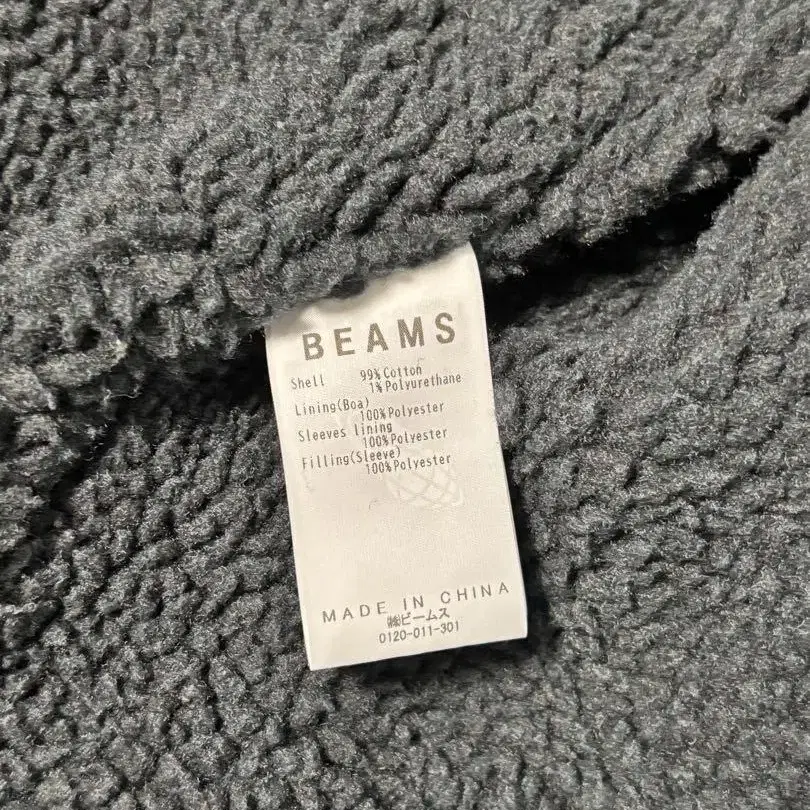 BEAMS
Shell 99%Cotton
1%Polyurethane
Lining(Boa)
100%Polyester
Sleeves lining
100%Polyester
Filling(Sleeve)
100%Polyester
MADE IN CHINA
㈱ビームス
0120-011-301